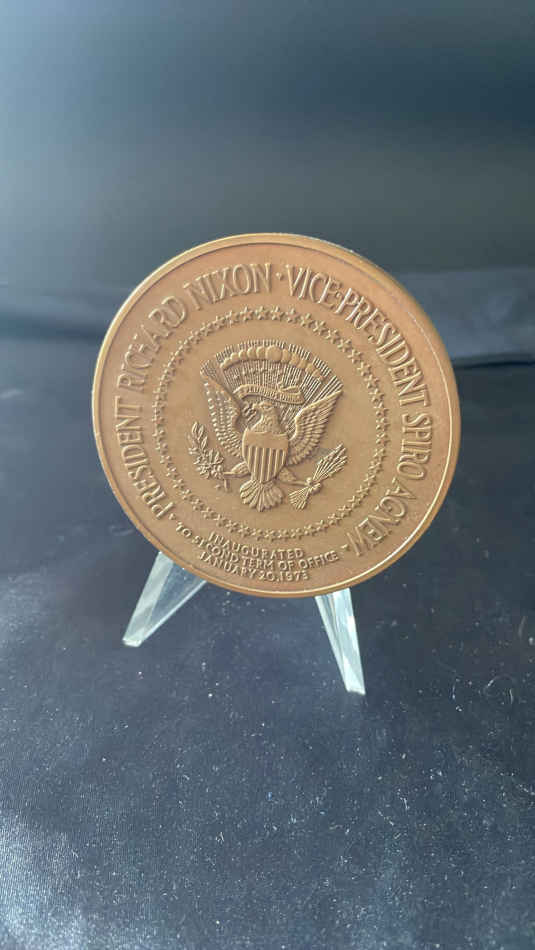 ·PRESIDENT RICHARD NIXON·VICE-PRESIDENT SPIRO AGNEW·
INAUGURATED
TO SECOND TERM OF OFFICE
JANUARY 20, 1973